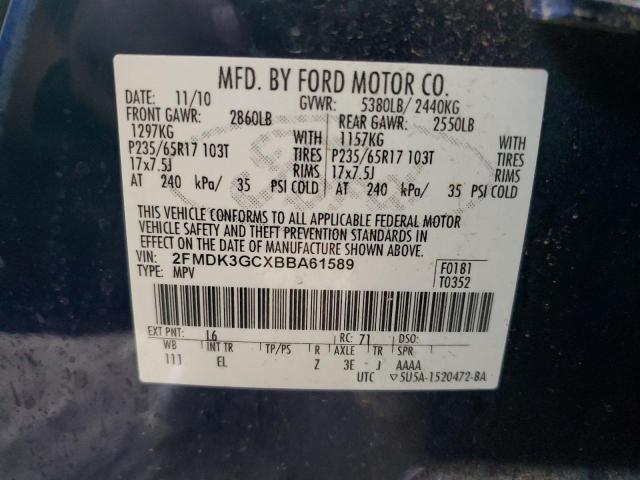 MFD. BY FORD MOTOR CO.
DATE: 11/10 GVWR: 5380LB/ 2440KG
FRONT GAWR: 2860LB REAR GAWR: 2550LB
1297KG WITH 1157KG WITH
P235/65R17 103T TIRES P235/65R17 103T TIRES
17x7.5J RIMS 17x7.5J RIMS
AT 240 kPa/ 35 PSI COLD AT 240 kPa/ 35 PSI COLD
THIS VEHICLE CONFORMS TO ALL APPLICABLE FEDERAL MOTOR
VEHICLE SAFETY AND THEFT PREVENTION STANDARDS IN
EFFECT ON THE DATE OF MANUFACTURE SHOWN ABOVE.
VIN: 2FMDK3GCXBBA61589 F0181
TYPE: MPV T0352
EXT PNT: L6 RC: 71 DSO:
WB INT TR TP/PS R AXLE TR SPR
111 EL Z 3E J AAAA
UTC ▽5U5A-1520472-BA
Ford